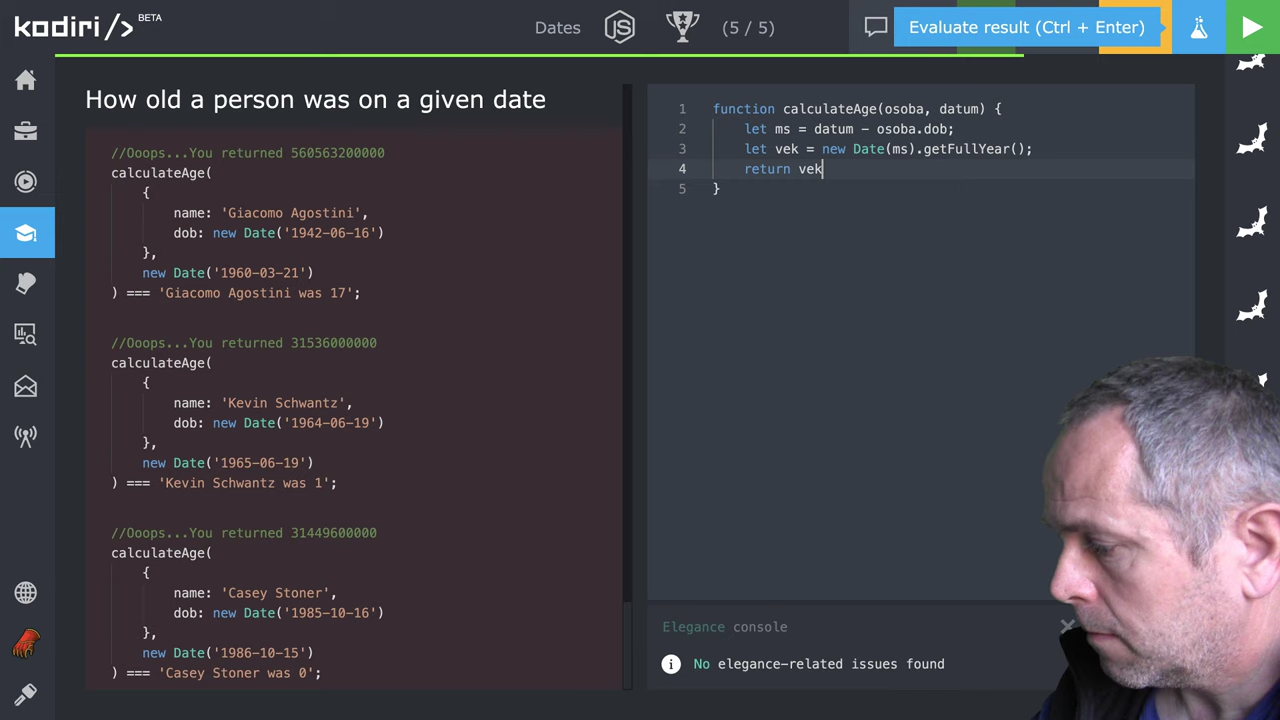 kodiri/> BETA
Dates
JS
(5 / 5)
Evaluate result (Ctrl + Enter)
How old a person was on a given date
//Ooops...You returned 560563200000
calculateAge(
{
name: 'Giacomo Agostini',
dob: new Date('1942-06-16')
},
new Date('1960-03-21')
) === 'Giacomo Agostini was 17';
//Ooops...You returned 31536000000
calculateAge(
{
name: 'Kevin Schwantz',
dob: new Date('1964-06-19')
},
new Date('1965-06-19')
) === 'Kevin Schwantz was 1';
//Ooops...You returned 31449600000
calculateAge(
{
name: 'Casey Stoner',
dob: new Date('1985-10-16')
},
new Date('1986-10-15')
) === 'Casey Stoner was 0';
1 function calculateAge(osoba, datum) {
2 let ms = datum - osoba.dob;
3 let vek = new Date(ms).getFullYear();
4 return vek
5 }
Elegance console
No elegance-related issues found